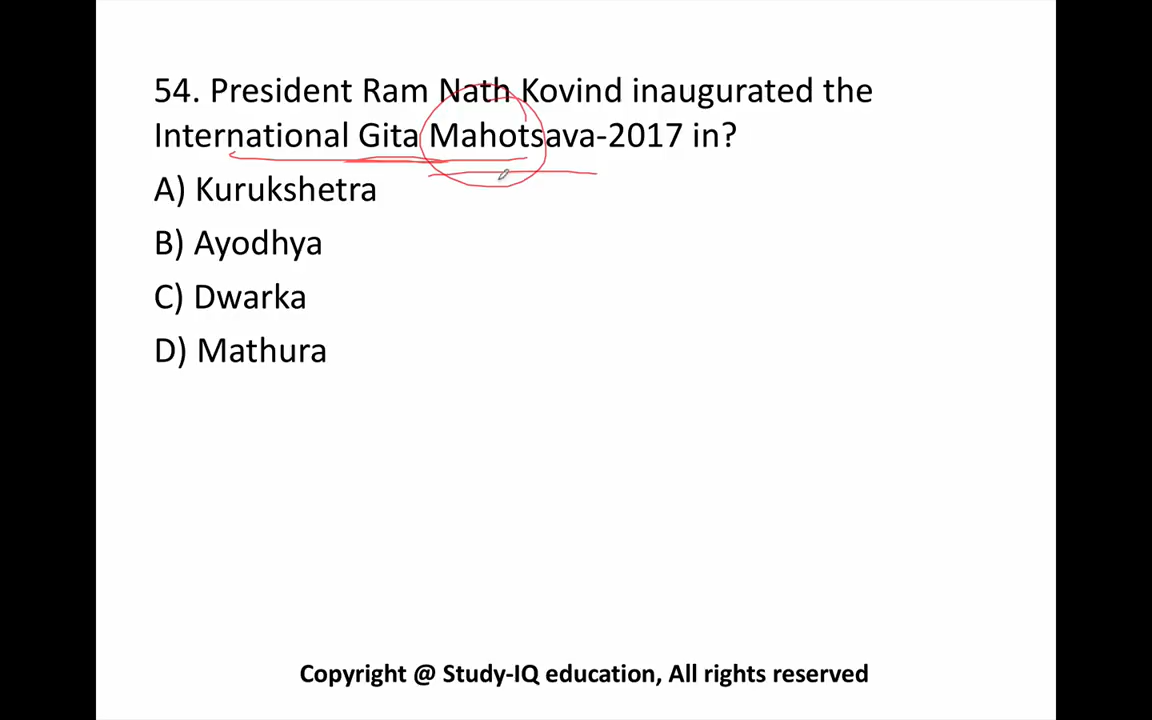 54. President Ram Nath Kovind inaugurated the
International Gita Mahotsava-2017 in?
A) Kurukshetra
B) Ayodhya
C) Dwarka
D) Mathura
Copyright @ Study-IQ education, All rights reserved